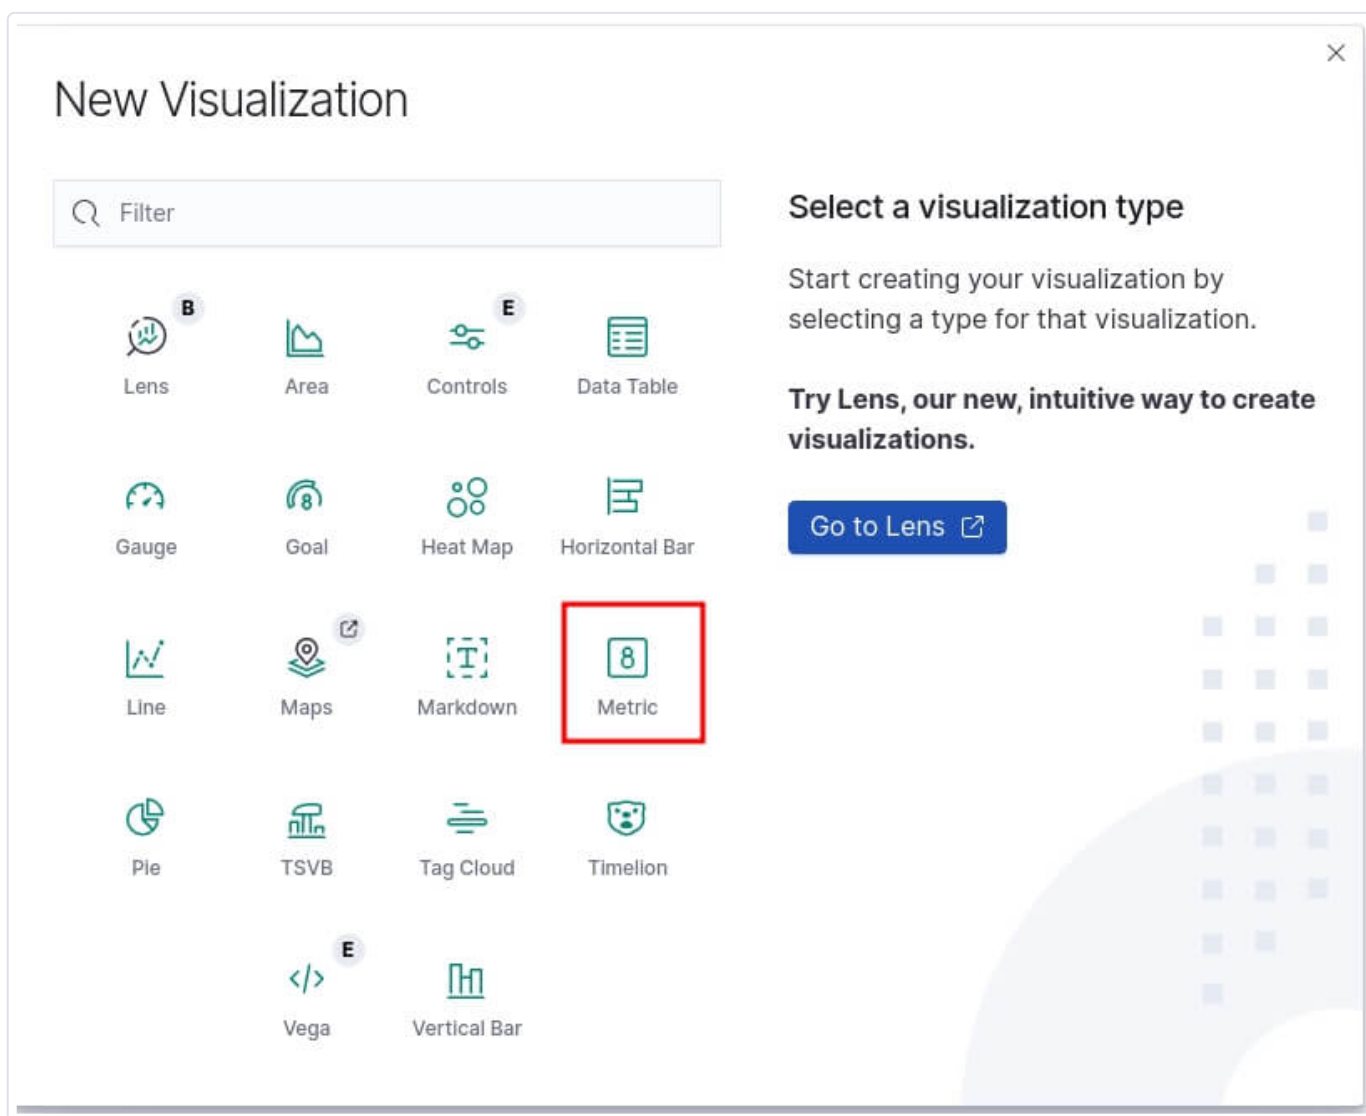 New Visualization
Filter
Select a visualization type
Start creating your visualization by
selecting a type for that visualization.
Try Lens, our new, intuitive way to create
visualizations.
Go to Lens
B
E
Lens
Area
Controls
Data Table
8
Gauge
Goal
Heat Map
Horizontal Bar
T
8
Line
Maps
Markdown
Metric
Pie
TSVB
Tag Cloud
Timelion
E
</>
Vega
Vertical Bar